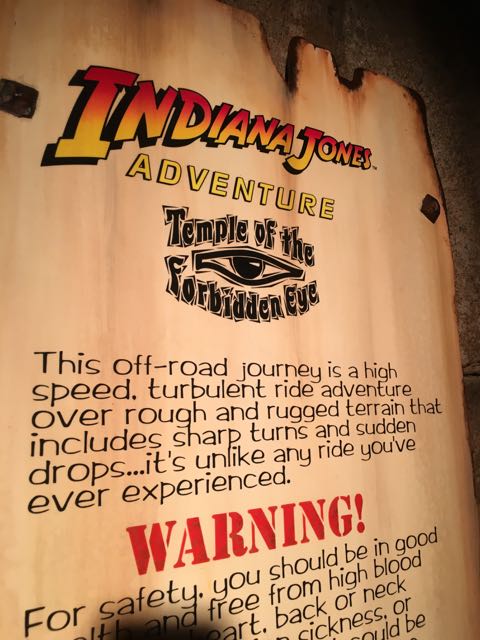 INDIANA JONES™
ADVENTURE
Temple of the
Forbidden Eye
This off-road journey is a high
speed, turbulent ride adventure
over rough and rugged terrain that
includes sharp turns and sudden
drops...it's unlike any ride you've
ever experienced.
WARNING!
For safety, you should be in good
and free from high blood
heart, back or neck
sickness, or
be